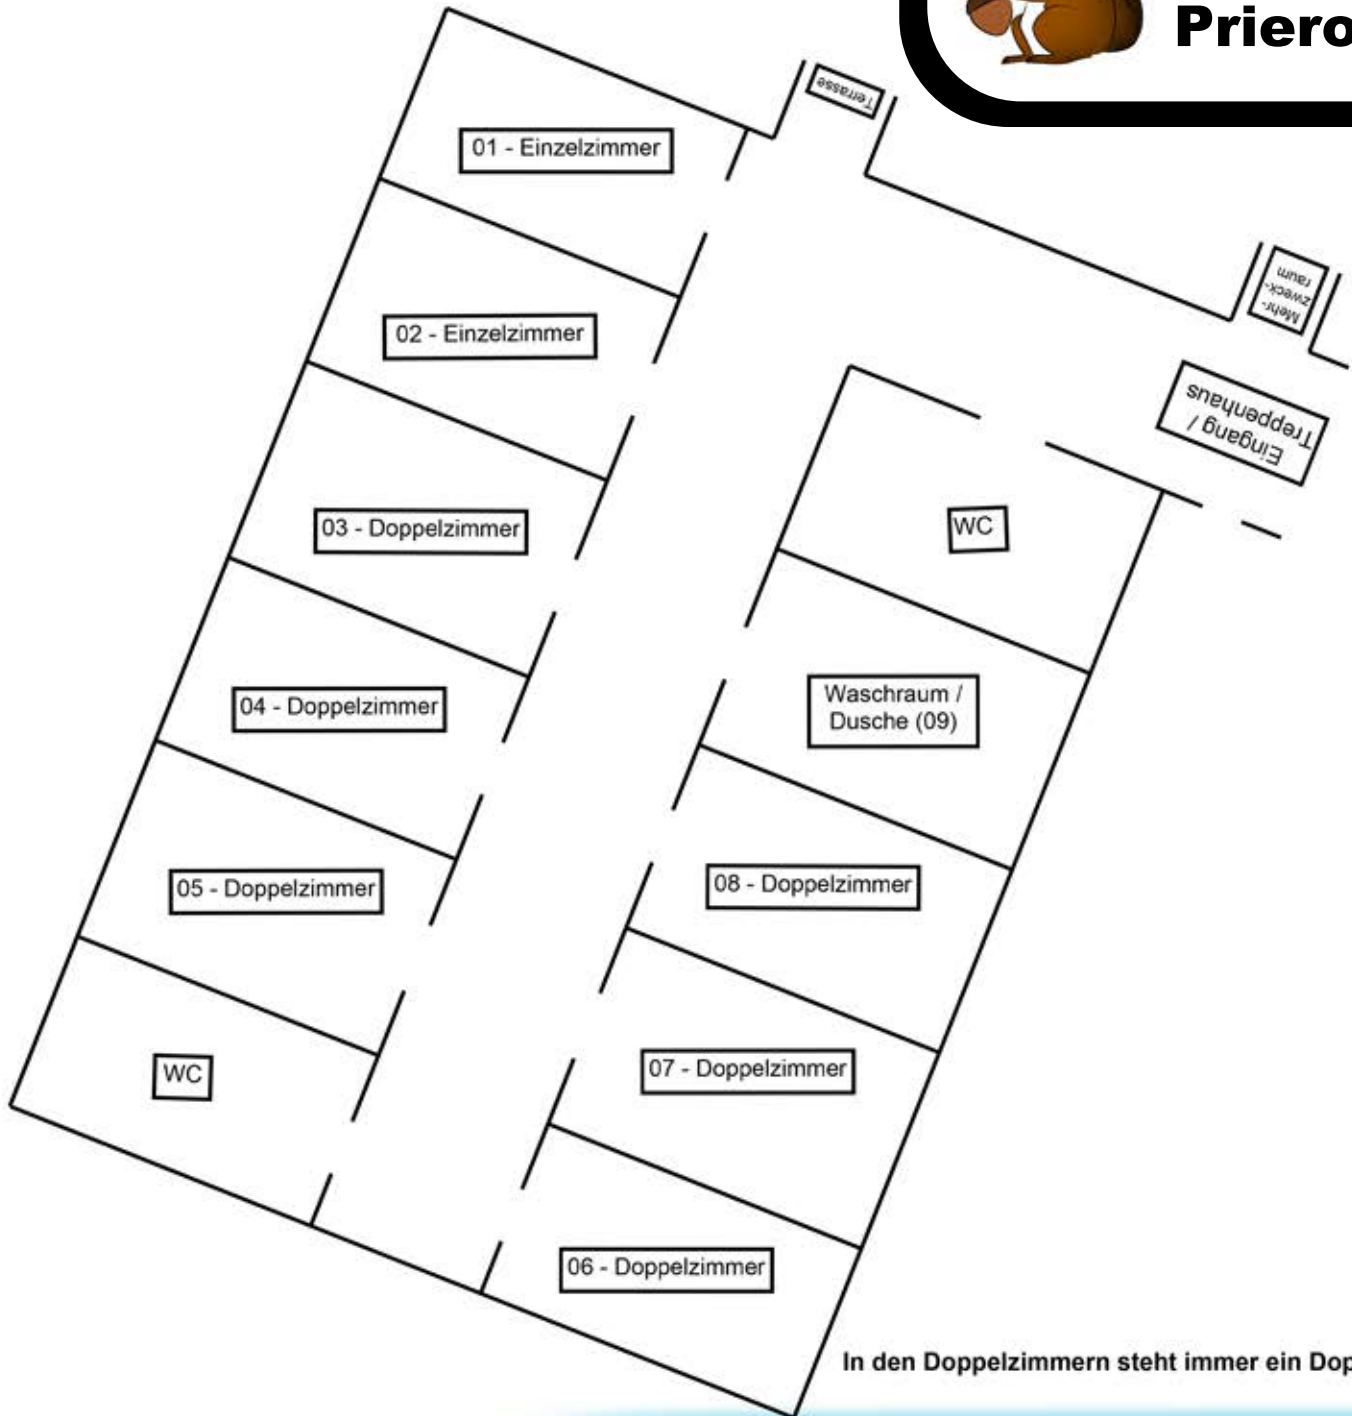 Priero
Terrasse
01 - Einzelzimmer
Mehr-
zweck-
raum
02 - Einzelzimmer
Eingang /
Treppenhaus
03 - Doppelzimmer
WC
04 - Doppelzimmer
Waschraum /
Dusche (09)
05 - Doppelzimmer
08 - Doppelzimmer
WC
07 - Doppelzimmer
06 - Doppelzimmer
In den Doppelzimmern steht immer ein Dop